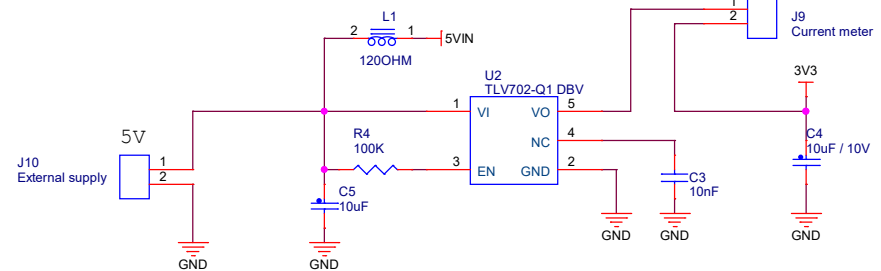 1
2
J9
Current meter
L1
2
1
5VIN
120OHM
3V3
U2
TLV702-Q1 DBV
1
VI
VO
5
5V
R4
100K
NC
4
C4
10uF / 10V
J10
External supply
1
2
3
EN
GND
2
C3
10nF
C5
10uF
GND
GND
GND
GND
GND